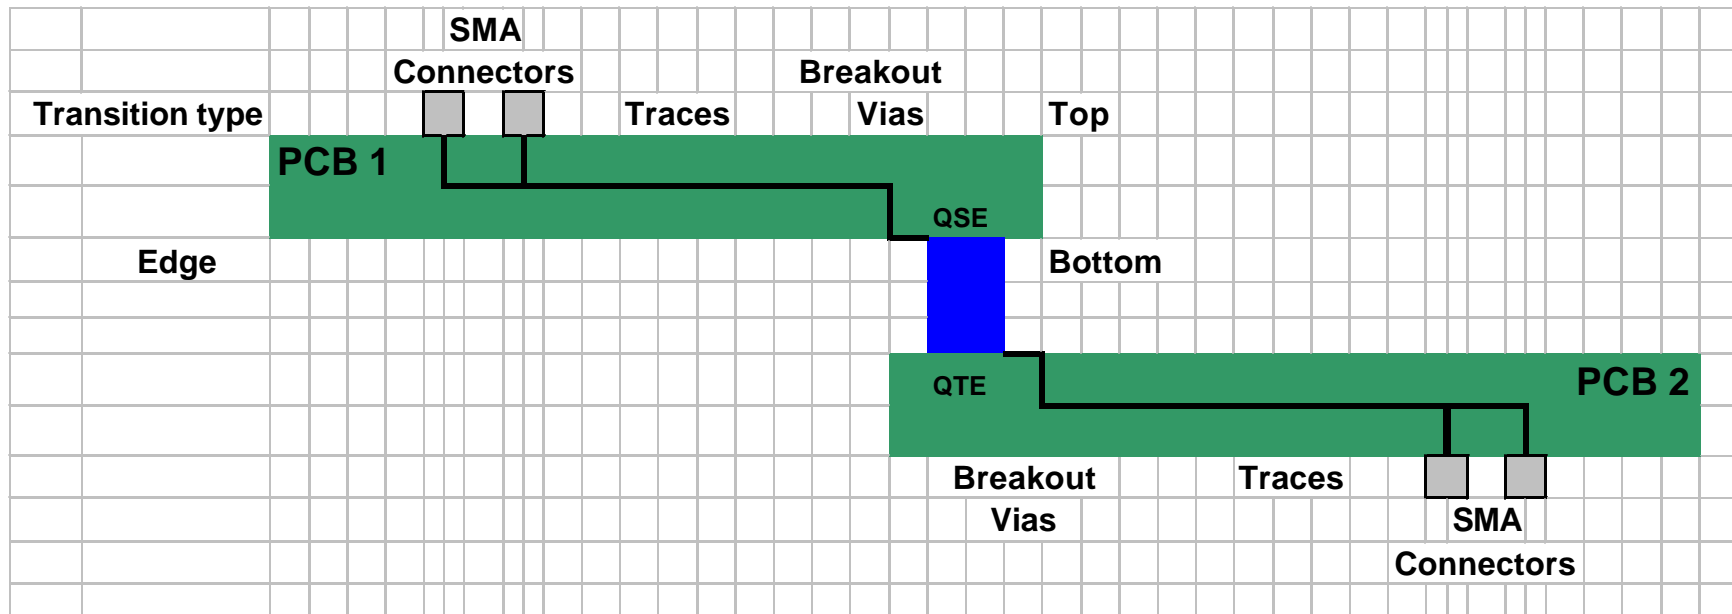 SMA
Connectors
Breakout
Transition type
Traces
Vias
Top
PCB 1
QSE
Edge
Bottom
QTE
PCB 2
Breakout
Traces
Vias
SMA
Connectors